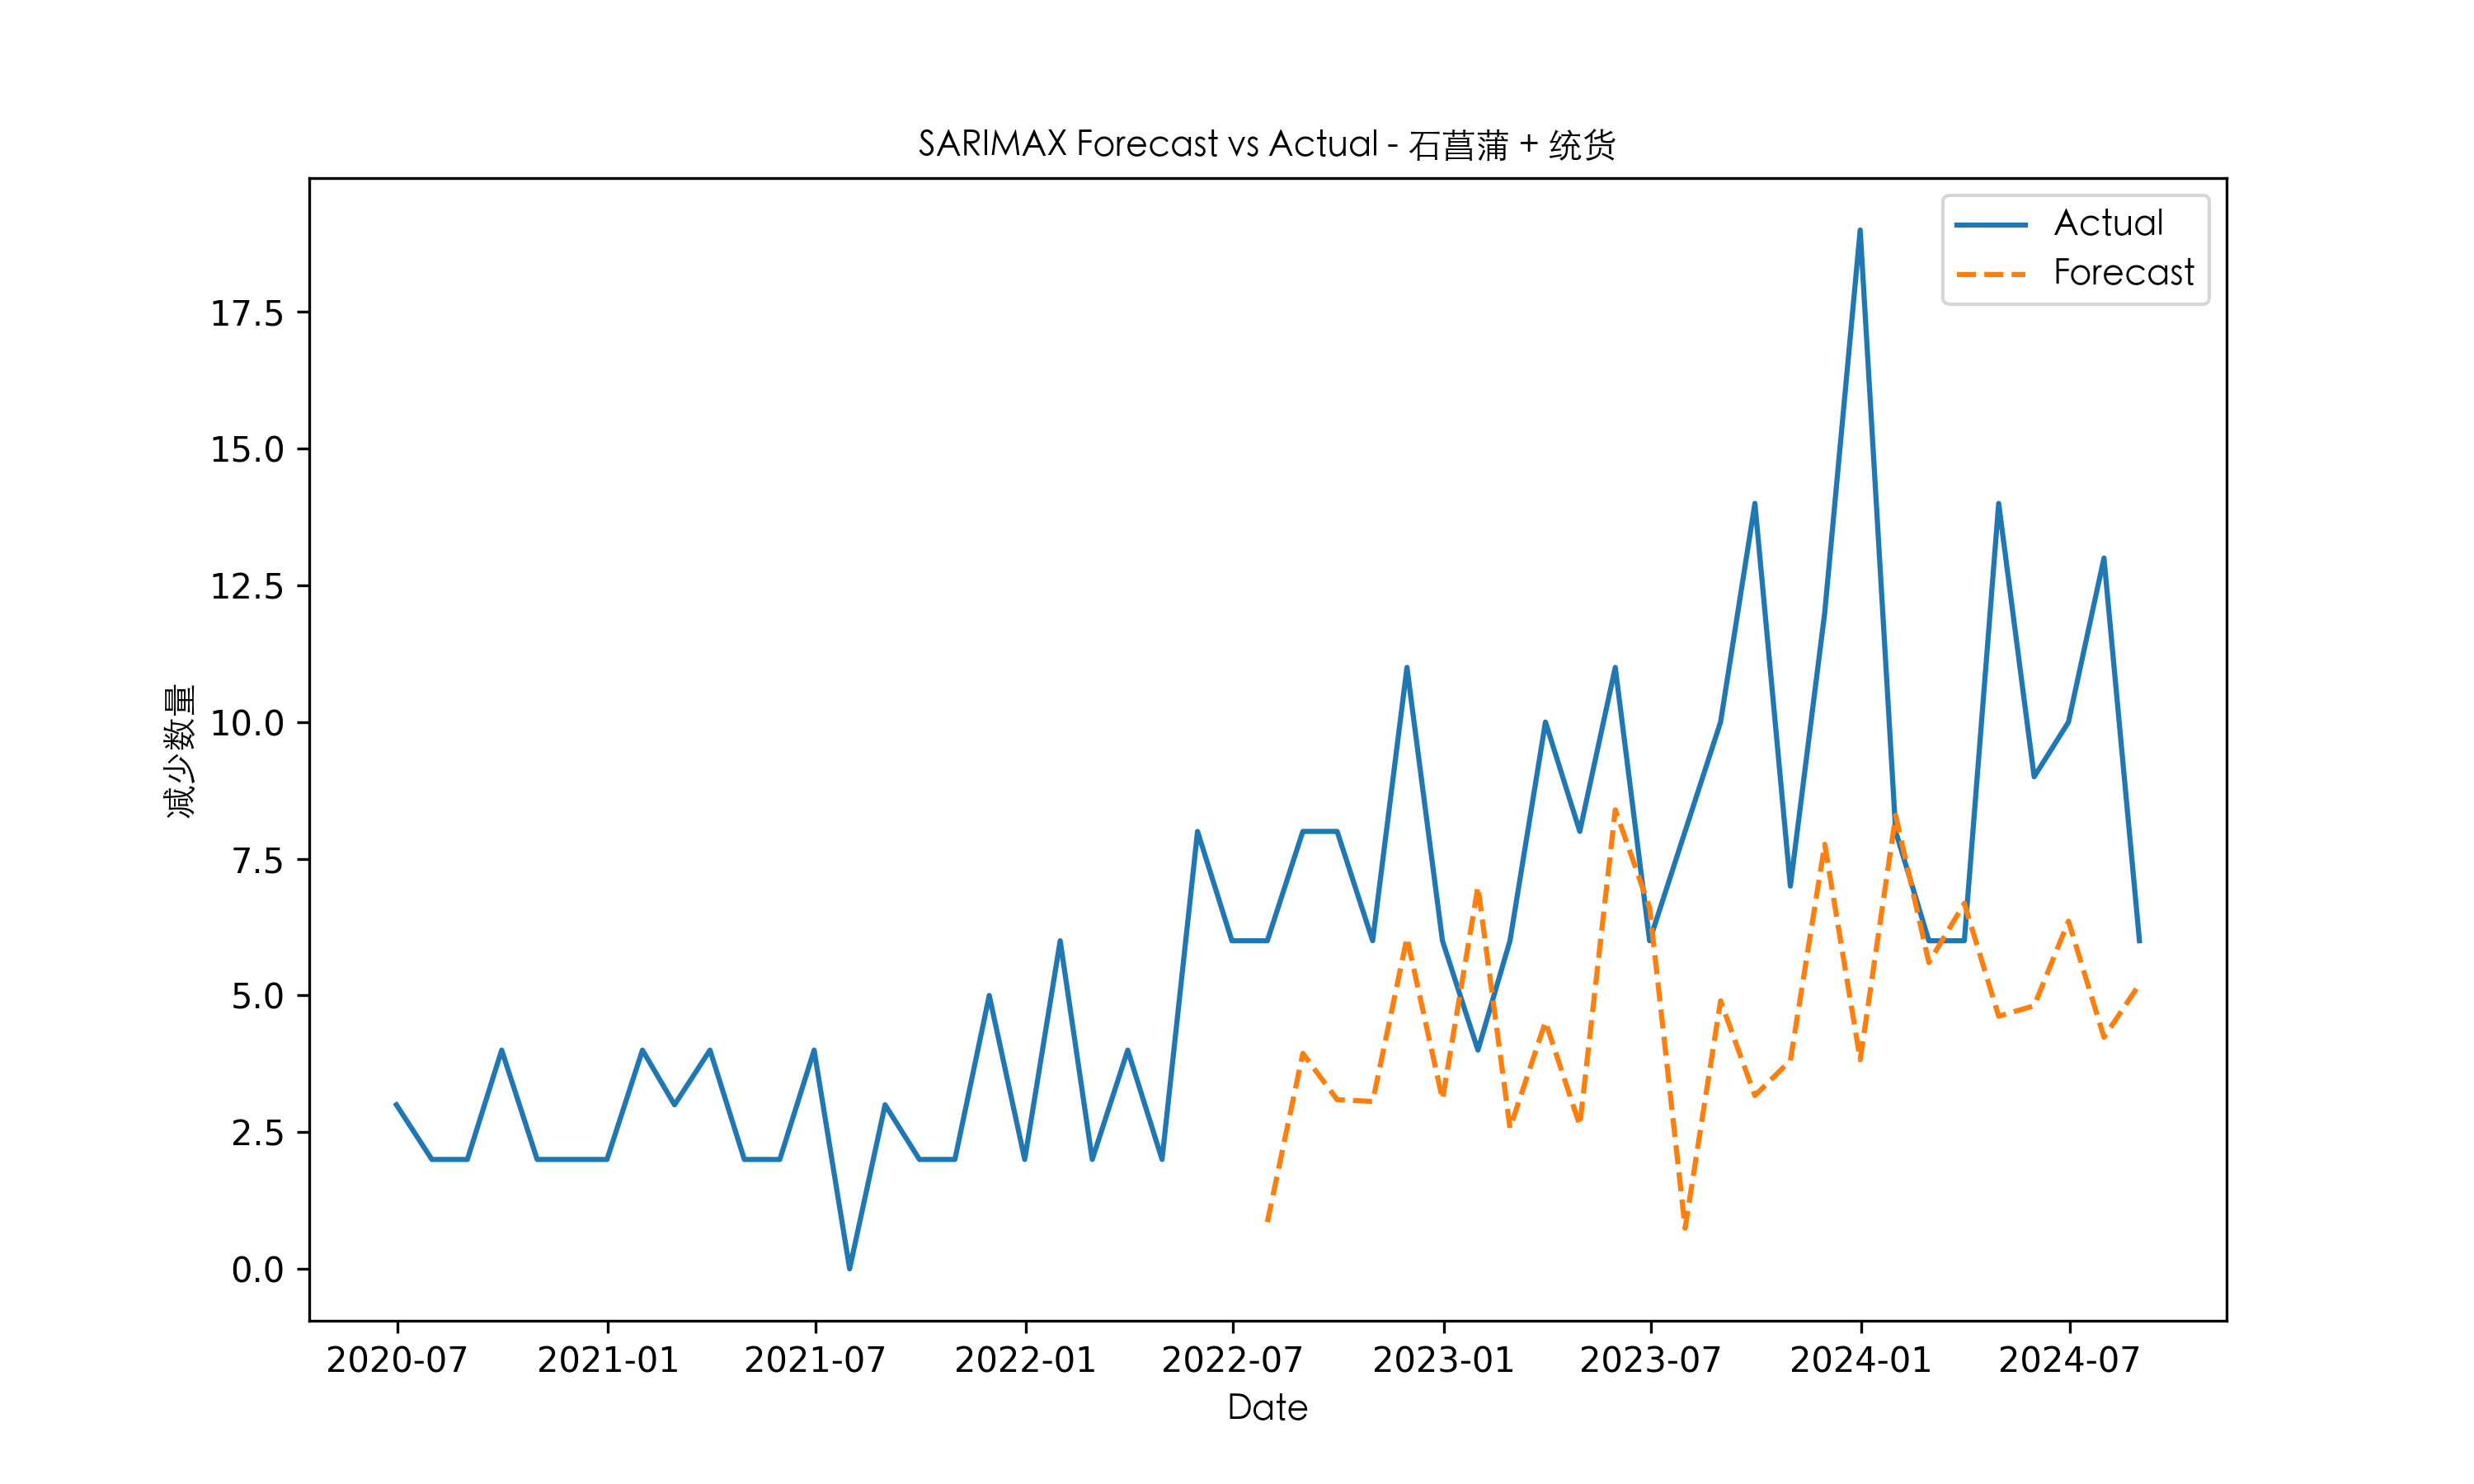 SARIMAX Forecast vs Actual - 石菖蒲 + 统货
Actual
Forecast
减少数量
17.5
15.0
12.5
10.0
7.5
5.0
2.5
0.0
2020-07 2021-01 2021-07 2022-01 2022-07 2023-01 2023-07 2024-01 2024-07
Date